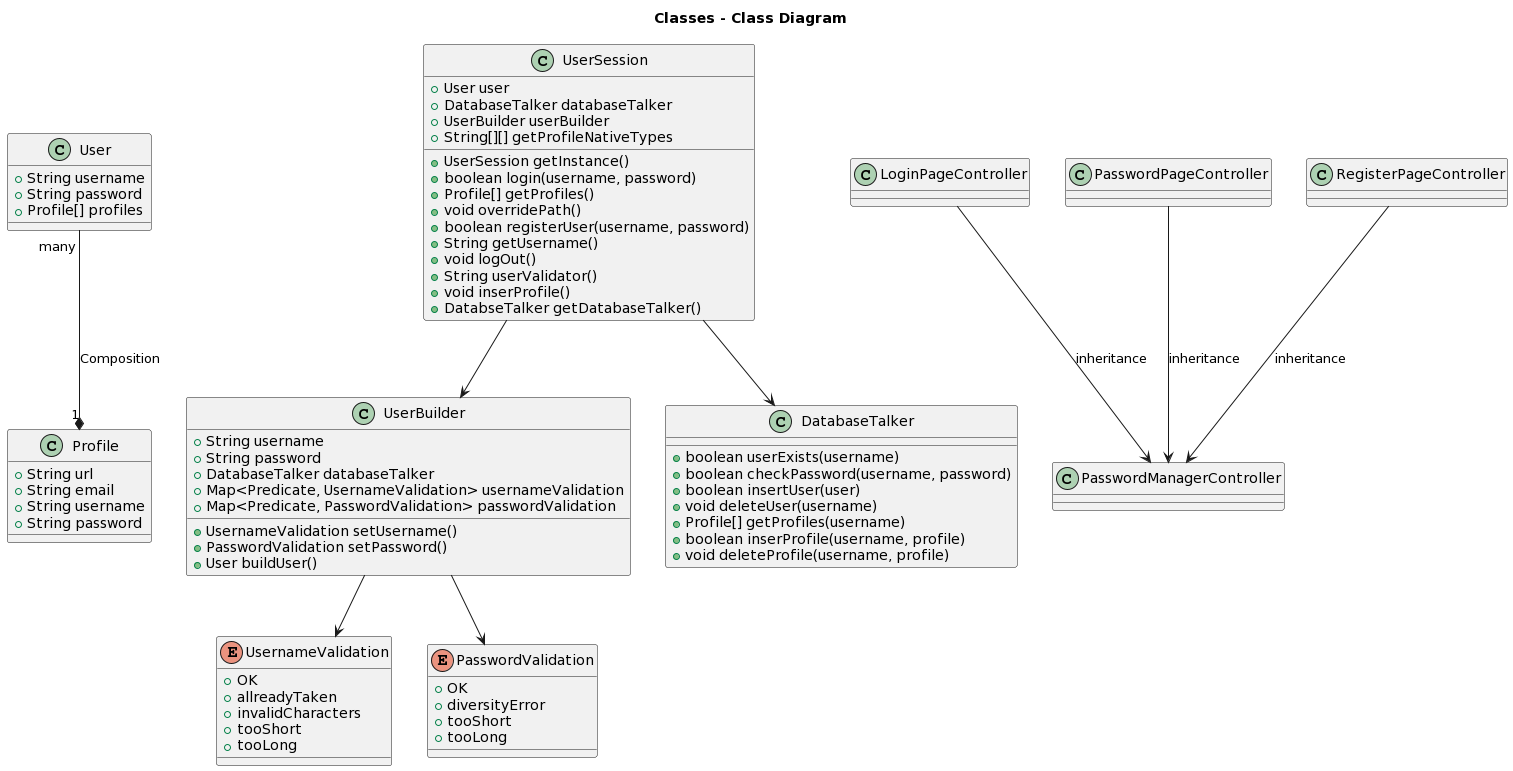 Classes - Class Diagram
C UserSession
User user
DatabaseTalker databaseTalker
UserBuilder userBuilder
String[][] getProfileNativeTypes
UserSession getInstance()
boolean login(username, password)
Profile[] getProfiles()
void overridePath()
boolean registerUser(username, password)
String getUsername()
void logOut()
String userValidator()
void inserProfile()
DatabseTalker getDatabaseTalker()
C User
String username
String password
Profile[] profiles
C LoginPageController
C PasswordPageController
C RegisterPageController
many
Composition
1
inheritance
inheritance
inheritance
C Profile
String url
String email
String username
String password
C UserBuilder
String username
String password
DatabaseTalker databaseTalker
Map<Predicate, UsernameValidation> usernameValidation
Map<Predicate, PasswordValidation> passwordValidation
UsernameValidation setUsername()
PasswordValidation setPassword()
User buildUser()
C DatabaseTalker
boolean userExists(username)
boolean checkPassword(username, password)
boolean insertUser(user)
void deleteUser(username)
Profile[] getProfiles(username)
boolean inserProfile(username, profile)
void deleteProfile(username, profile)
C PasswordManagerController
E UsernameValidation
OK
allreadyTaken
invalidCharacters
tooShort
tooLong
E PasswordValidation
OK
diversityError
tooShort
tooLong